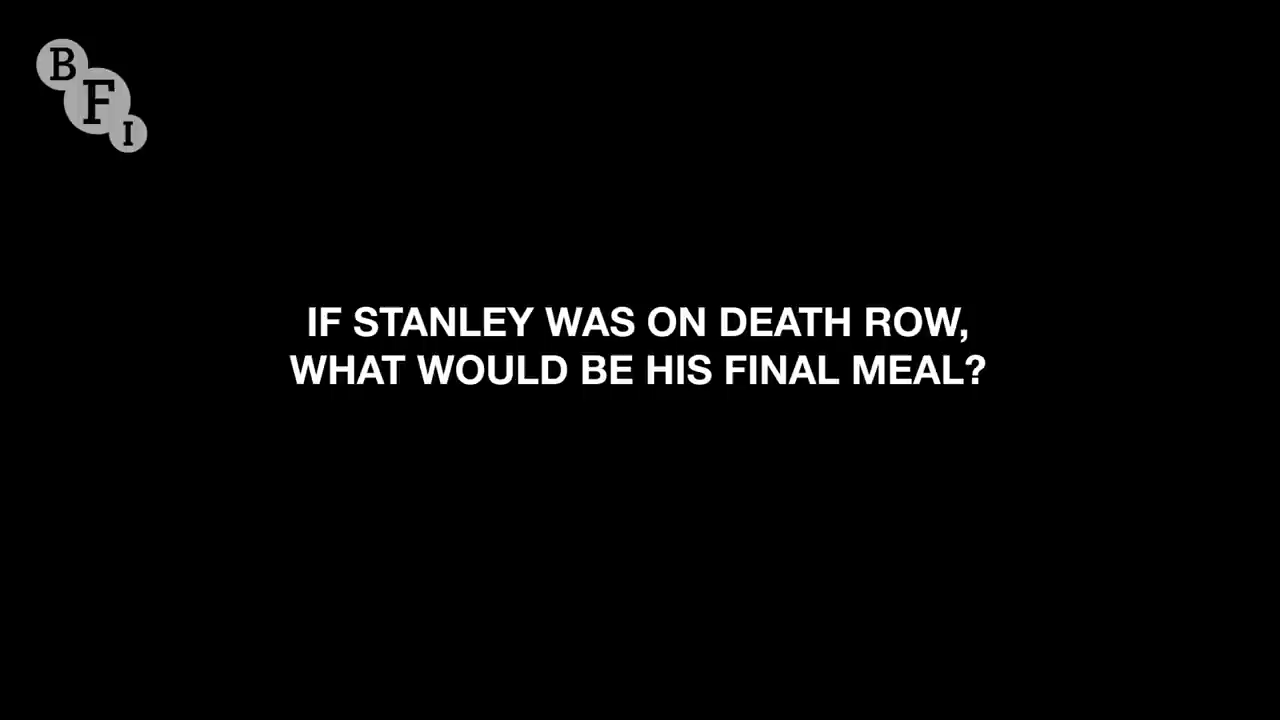 BFI
IF STANLEY WAS ON DEATH ROW,
WHAT WOULD BE HIS FINAL MEAL?